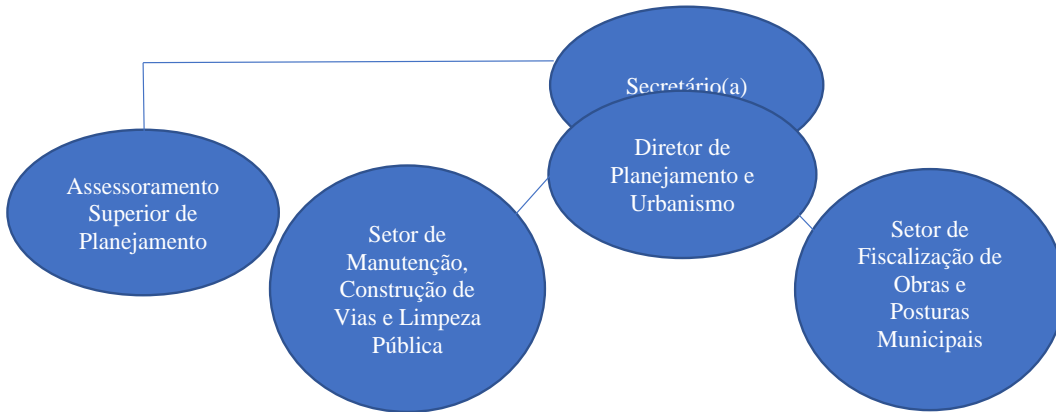 Secretário(a)
Diretor de
Planejamento e
Urbanismo
Assessoramento
Superior de
Planejamento
Setor de
Manutenção,
Construção de
Vias e Limpeza
Pública
Setor de
Fiscalização de
Obras e
Posturas
Municipais